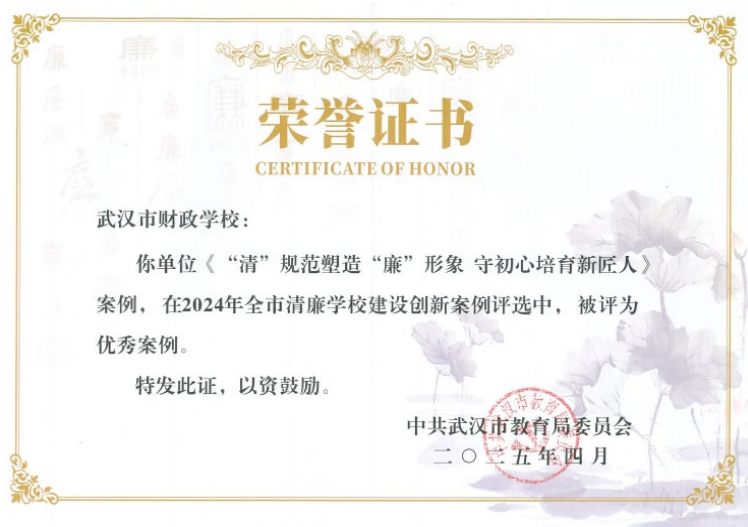 荣誉证书
CERTIFICATE OF HONOR
武汉市财政学校：
你单位《“清”规范塑造“廉”形象 守初心培育新匠人》
案例，在2024年全市清廉学校建设创新案例评选中，被评为
优秀案例。
特发此证，以资鼓励。
中共武汉市教育局委员会
二〇二五年四月